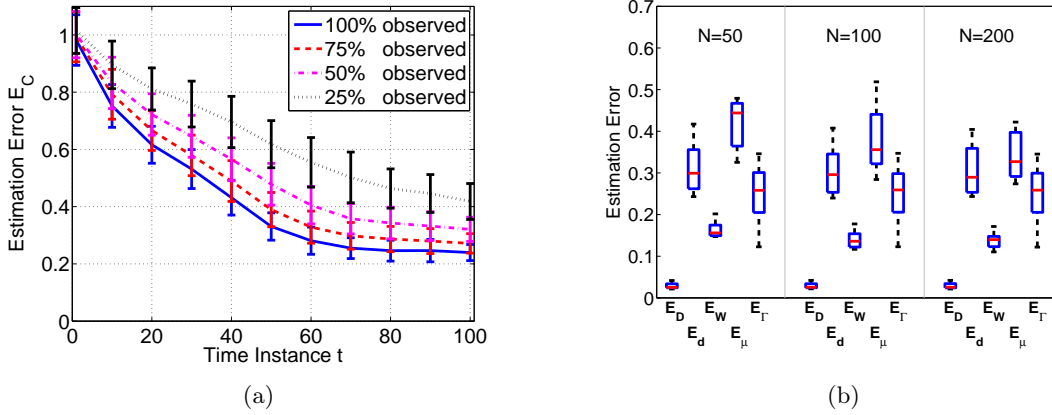 Estimation Error E_C
1
0.8
0.6
0.4
0.2
0
0
20
40
60
80
100
Time Instance t
100% observed
75% observed
50% observed
25% observed
(a)
Estimation Error
0.7
0.6
0.5
0.4
0.3
0.2
0.1
0
N=50
N=100
N=200
E_D E_W E_Γ E_D E_W E_Γ E_D E_W E_Γ
E_d E_μ E_d E_μ E_d E_μ
(b)